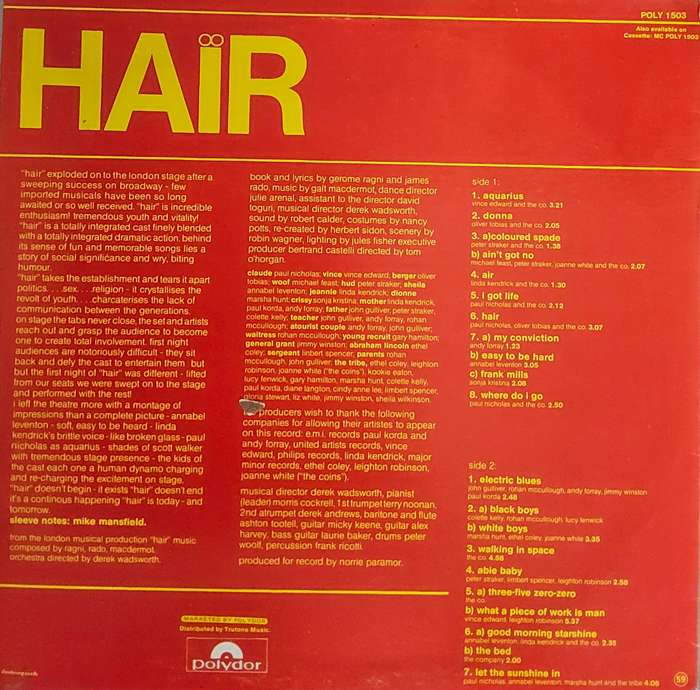 POLY 1503
Also available on
Cassette: MC POLY 1503
HAÏR
"hair" exploded on to the london stage after a
sweeping success on broadway - few
imported musicals have been so long
awaited or so well received. "hair" is incredible
enthusiasm! tremendous youth and vitality!
"hair" is a totally integrated cast finely blended
with a totally integrated dramatic action. behind
its sense of fun and memorable songs lies a
story of social significance and wry, biting
humour.
"hair" takes the establishment and tears it apart
politics. . . .sex. . .religion - it crystalises the
revolt of youth. . . .charcaterises the lack of
communication between the generations.
on stage the tabs never close, the set and artists
reach out and grasp the audience to become
one to create total involvement. first night
audiences are notoriously difficult - they sit
back and defy the cast to entertain them but
but the first night of "hair" was different - lifted
from our seats we were swept on to the stage
and performed with the rest!
i left the theatre more with a montage of
impressions than a complete picture - annabel
leventon - soft, easy to be heard - linda
kendrick's brittle voice - like broken glass - paul
nicholas as aquarius - shades of scott walker
with tremendous stage presence - the kids of
the cast each one a human dynamo charging
and re-charging the excitement on stage.
"hair" doesn't begin - it exists "hair" doesn't end
it's a continous happening "hair" is today - and
tomorrow.
sleeve notes: mike mansfield.
from the london musical production "hair" music
composed by ragni, rado, macdermot.
orchestra directed by derek wadsworth.
book and lyrics by gerome ragni and james
rado, music by galt macdermot, dance director
julie arenal, assistant to the director david
toguri, musical director derek wadsworth,
sound by robert calder, costumes by nancy
potts, re-created by herbert sidon, scenery by
robin wagner, lighting by jules fisher executive
producer bertrand castelli directed by tom
o'horgan.
claude paul nicholas; vince vince edward; berger oliver
tobias; woof michael feast; hud peter straker; sheila
annabel leventon; jeannie linda kendrick; dionne
marsha hunt; crissy sonja kristina; mother linda kendrick,
paul korda, andy forray; father john gulliver, peter straker,
colette kelly; teacher john gulliver, andy forray, rohan
mccullough; atourist couple andy forray, john gulliver;
waitress rohan mccullough; young recruit gary hamilton;
general grant jimmy winston; abraham lincoln ethel
coley; sergeant limbert spencer; parents rohan
mccullough, john gulliver; the tribe, ethel coley, leighton
robinson, joanne white ("the coins"), kookie eaton,
lucy fenwick, gary hamilton, marsha hunt, colette kelly,
paul korda, diane langton, cindy anne lee, limbert spencer,
gloria stewart, liz white, jimmy winston, sheila wilkinson.
producers wish to thank the following
companies for allowing their artistes to appear
on this record: e.m.i. records paul korda and
andy forray, united artists records, vince
edward, philips records, linda kendrick, major
minor records, ethel coley, leighton robinson,
joanne white ("the coins").
musical director derek wadsworth, pianist
(leader) morris cockrell, 1st trumpet terry noonan,
2nd atrumpet derek andrews, baritone and flute
ashton tootell, guitar micky keene, guitar alex
harvey, bass guitar laurie baker, drums peter
woolf, percussion frank ricotti.
produced for record by norrie paramor.
MARKETED BY POLYDOR
Distributed by Trutone Music
polydor
side 1:
1. aquarius
vince edward and the co. 3.21
2. donna
oliver tobias and the co. 2.05
3. a)coloured spade
peter straker and the co. 1.38
b) ain't got no
michael feast, peter straker, joanne white and the co. 2.07
4. air
linda kendrick and the co. 1.30
5. i got life
paul nicholas and the co. 2.12
6. hair
paul nicholas, oliver tobias and the co. 3.07
7. a) my conviction
andy forray 1.23
b) easy to be hard
annabel leventon 3.05
c) frank mills
sonja kristina 2.08
8. where do i go
paul nicholas and the co. 2.50
side 2:
1. electric blues
john gulliver, rohan mccullough, andy forray, jimmy winston
paul korda 2.46
2. a) black boys
colette kelly, rohan mccullough, lucy fenwick
b) white boys
marsha hunt, ethel coley, joanne white 3.35
3. walking in space
the co. 4.58
4. abie baby
peter straker, limbert spencer, leighton robinson 2.58
5. a) three-five zero-zero
the co.
b) what a piece of work is man
vince edward, leighton robinson 5.37
6. a) good morning starshine
annabel leventon, linda kendrick and the co. 2.35
b) the bed
the company 2.00
7. let the sunshine in
paul nicholas, annabel leventon, marsha hunt and the tribe 4.06
59